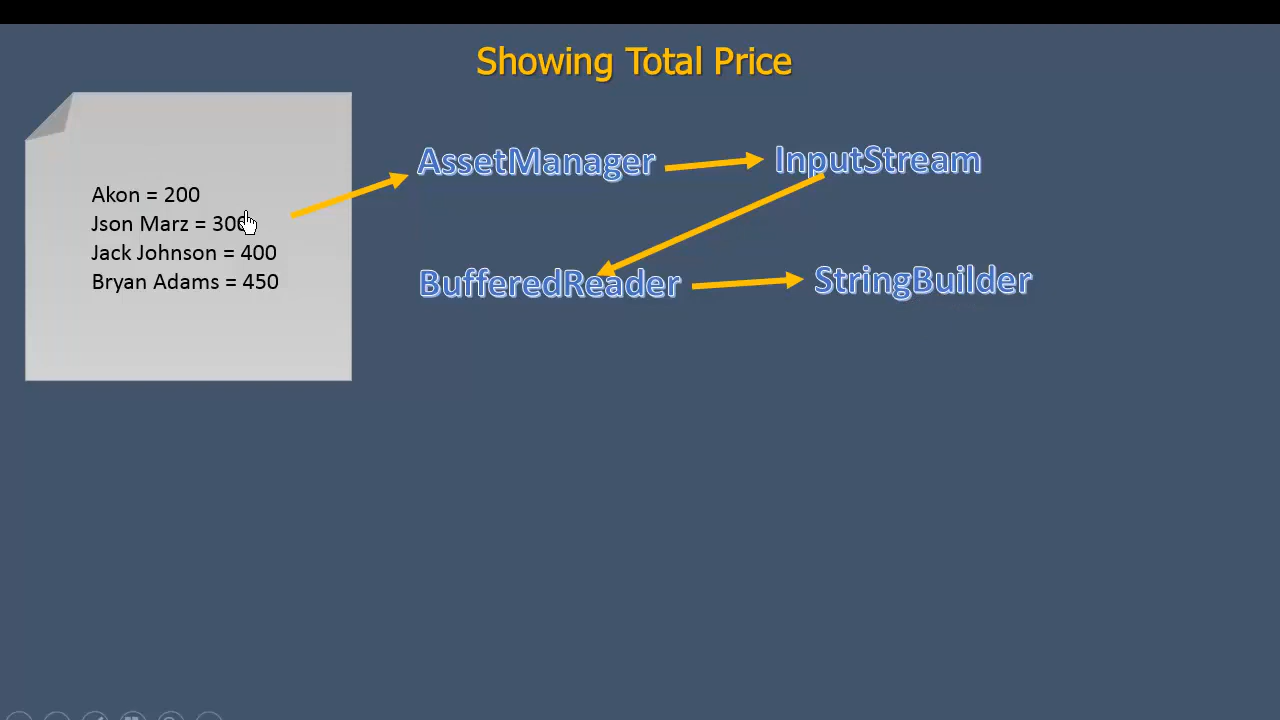 Showing Total Price
Akon = 200
Json Marz = 300
Jack Johnson = 400
Bryan Adams = 450
AssetManager
InputStream
BufferedReader
StringBuilder